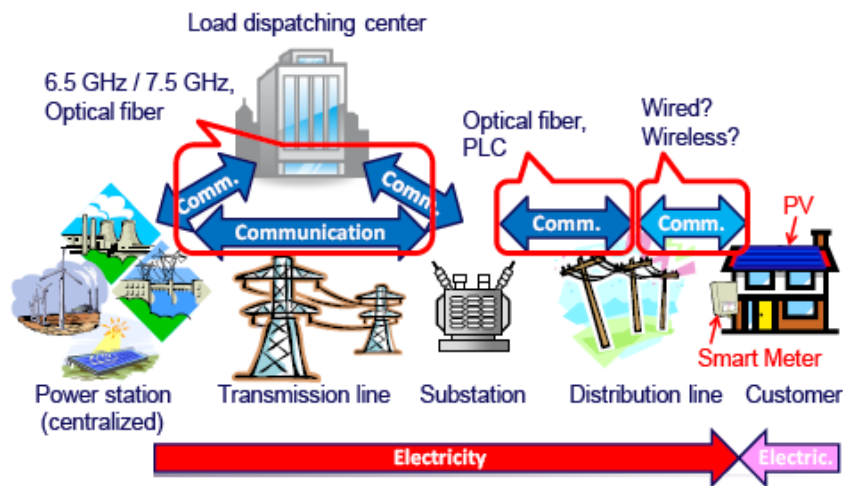 Load dispatching center
6.5 GHz / 7.5 GHz,
Optical fiber
Optical fiber,
PLC
Wired?
Wireless?
Comm.
Comm.
Communication
Comm.
Comm.
PV
Smart Meter
Power station
(centralized)
Transmission line
Substation
Distribution line
Customer
Electricity
Electric.